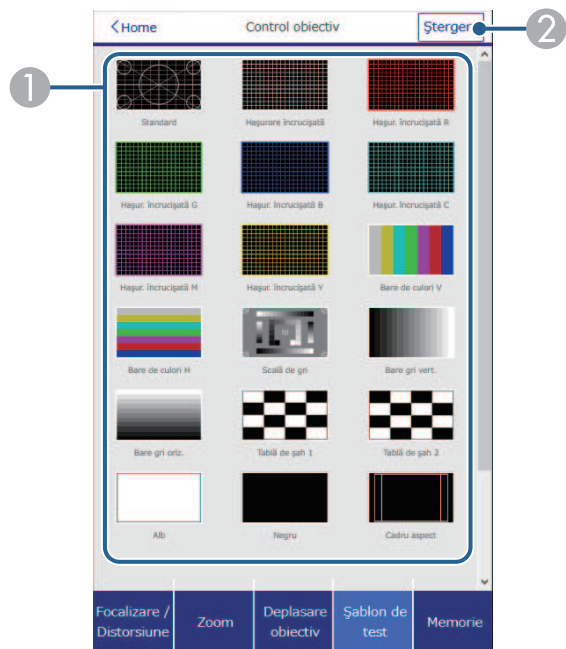 Home
Control obiectiv
Șterger
2
1
Standard
Hașurare încrucișată
Hașur. încrucișată R
Hașur. încrucișată G
Hașur. încrucișată B
Hașur. încrucișată C
Hașur. încrucișată M
Hașur. încrucișată Y
Bare de culori V
Bare de culori H
Scală de gri
Bare gri vert.
Bare gri oriz.
Tablă de șah 1
Tablă de șah 2
Alb
Negru
Cadru aspect
Focalizare /
Distorsiune
Zoom
Deplasare
obiectiv
Șablon de
test
Memorie